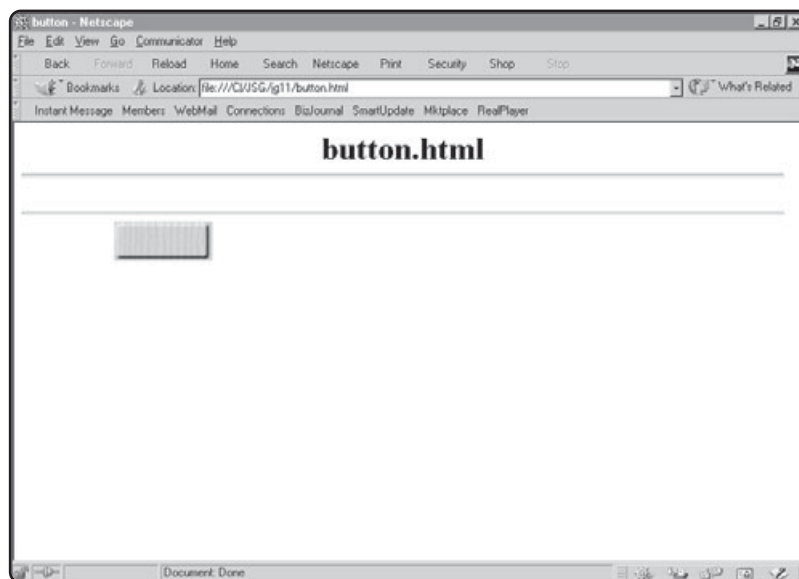 button - Netscape
File Edit View Go Communicator Help
Back Forward Reload Home Search Netscape Print Security Shop Stop
Bookmarks Location: file:///C|/JSG/jg11/button.html What's Related
Instant Message Members WebMail Connections BizJournal SmartUpdate Mktplace RealPlayer
button.html
Document: Done